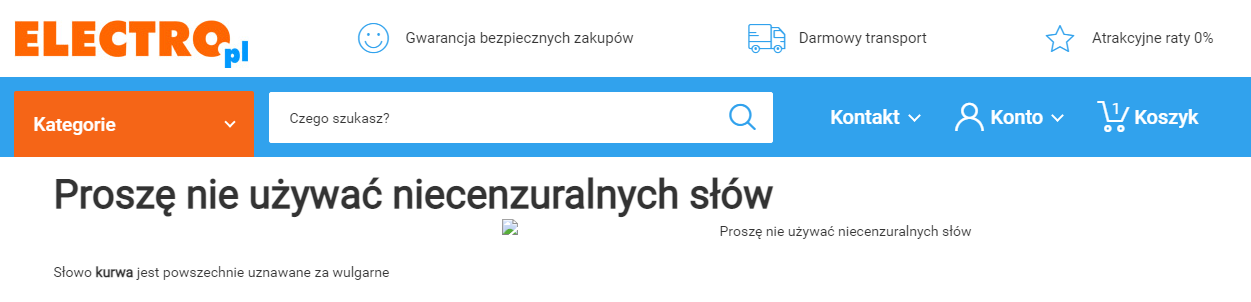 ELECTRO.pl
Gwarancja bezpiecznych zakupów
Darmowy transport
Atrakcyjne raty 0%
Kategorie
Czego szukasz?
Kontakt
Konto
1
Koszyk
Proszę nie używać niecenzuralnych słów
Proszę nie używać niecenzuralnych słów
Słowo kurwa jest powszechnie uznawane za wulgarne